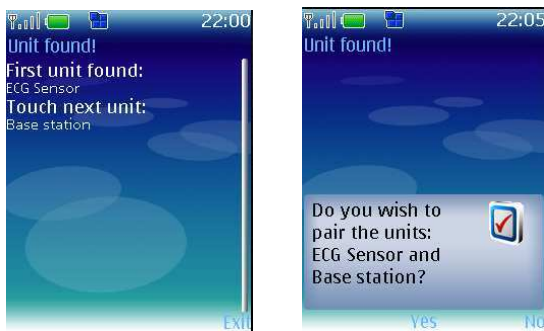 22:00
Unit found!
First unit found:
ECG Sensor
Touch next unit:
Base station
Exit
22:05
Unit found!
Do you wish to
pair the units:
ECG Sensor and
Base station?
Yes No